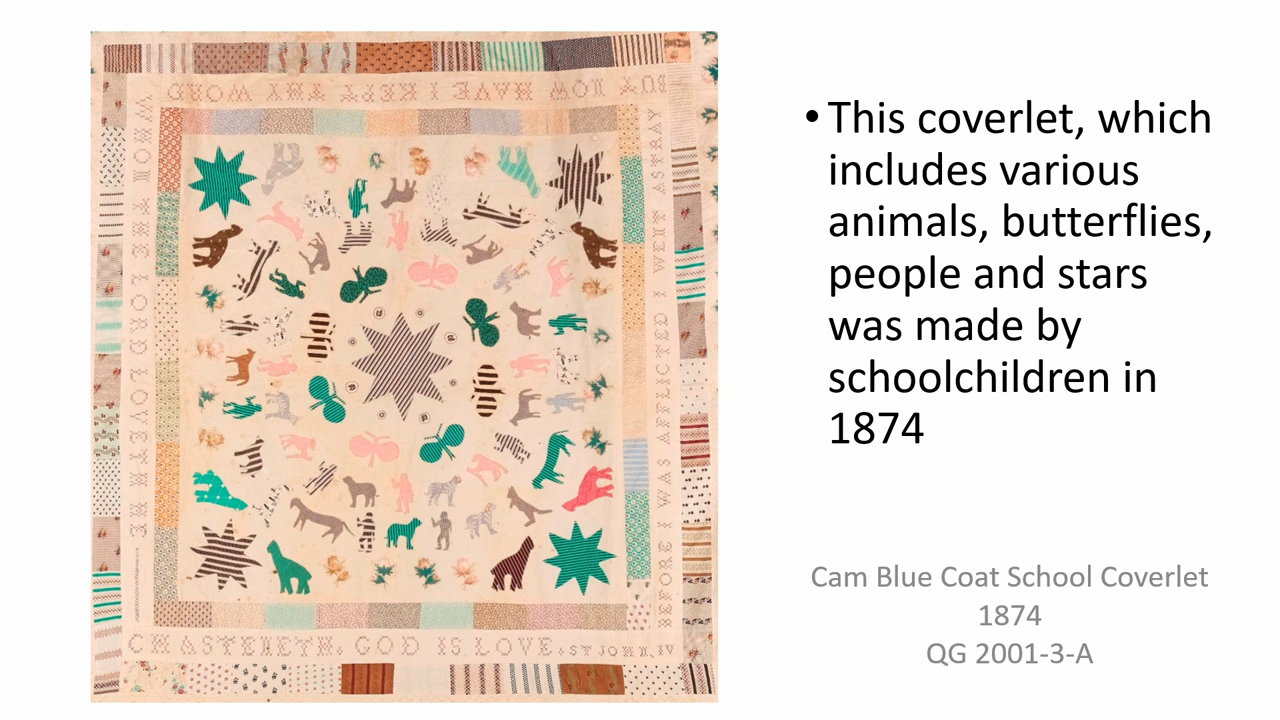 BUT NOW HAVE I KEPT THY WORD
WHOM THE LORD LOVETH HE
CHASTENETH. GOD IS LOVE. ST JOHN, IV
BEFORE I WAS AFFLICTED I WENT ASTRAY
• This coverlet, which
includes various
animals, butterflies,
people and stars
was made by
schoolchildren in
1874
Cam Blue Coat School Coverlet
1874
QG 2001-3-A